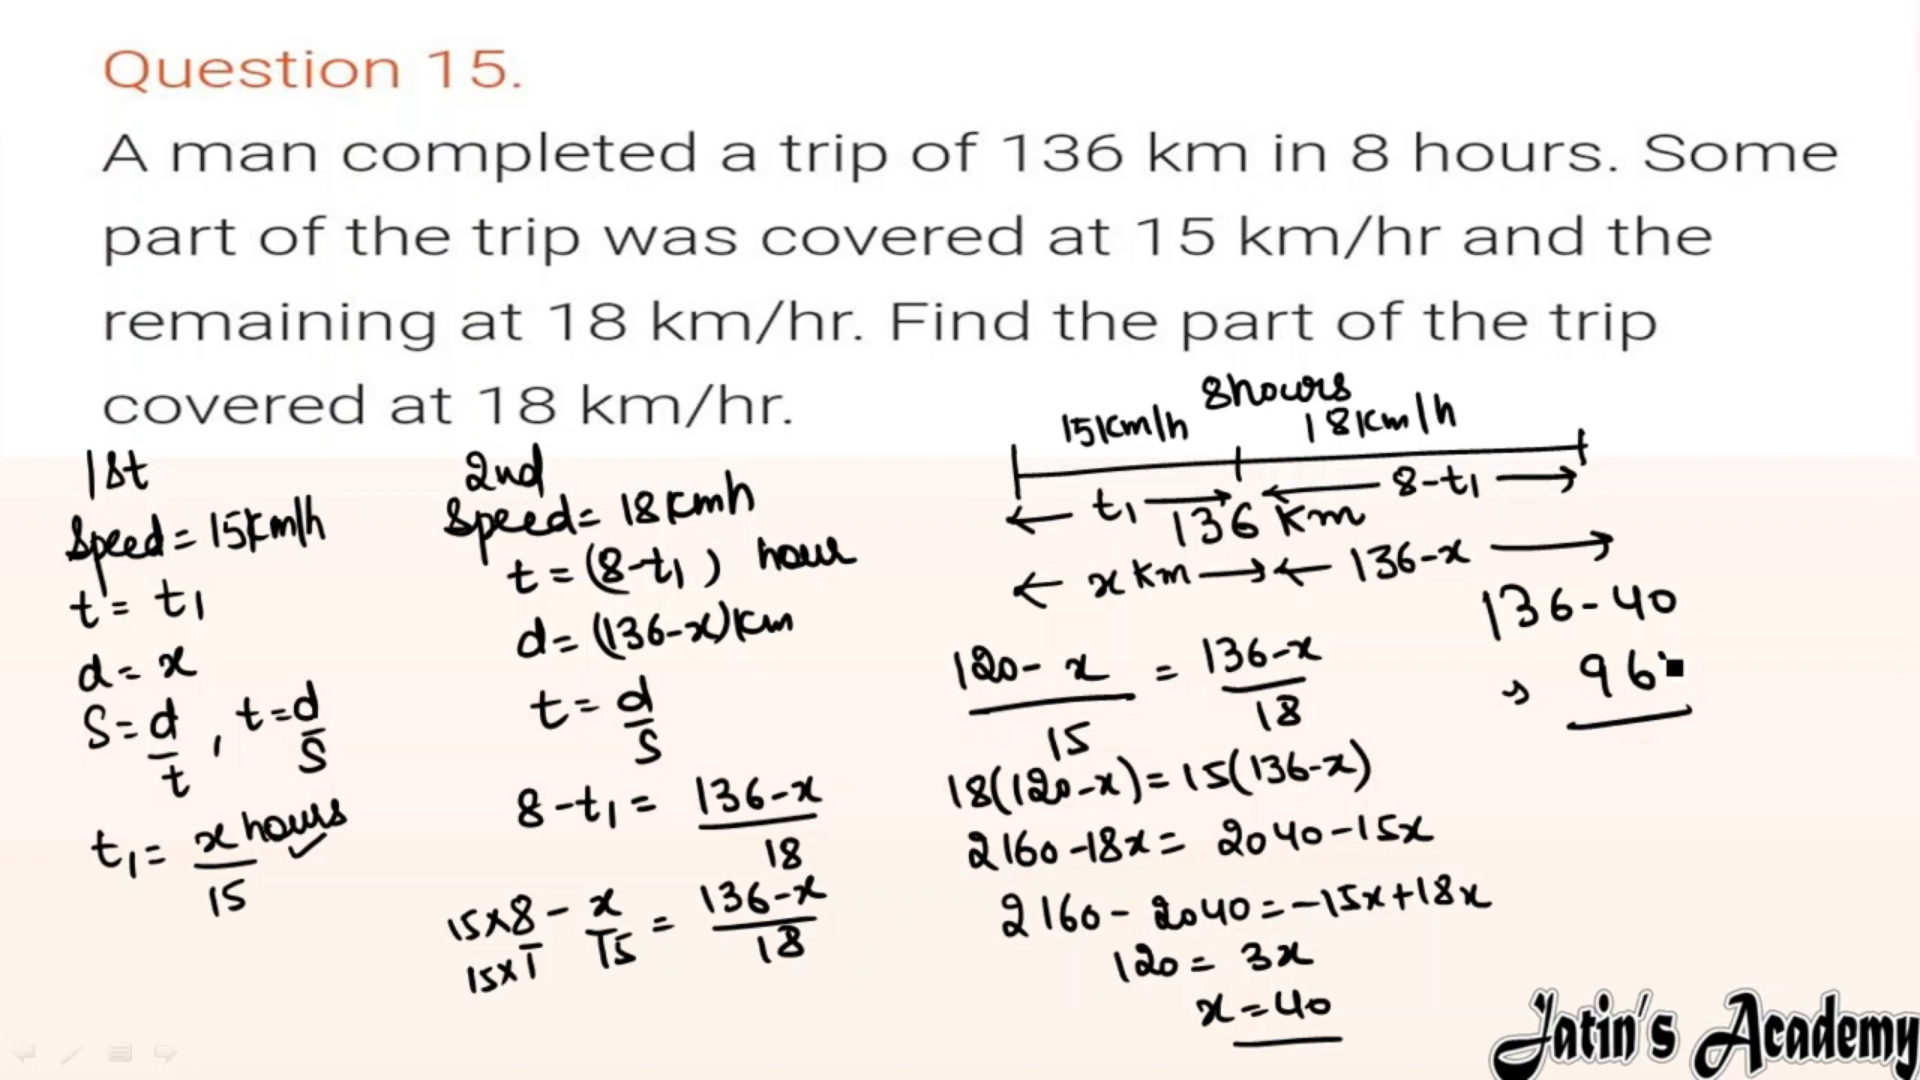 Question 15.
A man completed a trip of 136 km in 8 hours. Some
part of the trip was covered at 15 km/hr and the
remaining at 18 km/hr. Find the part of the trip
covered at 18 km/hr.
1st
Speed = 15km/h
t = t1
d = x
S = d/t , t = d/S
t1 = x/15 hours
2nd
Speed = 18 kmh
t = (8-t1) hour
d = (136-x)km
t = d/S
8-t1 = 136-x/18
15x8/15x1 - x/15 = 136-x/18
8hours
15km/h 18km/h
t1 8-t1
136 km
x km 136-x
120-x/15 = 136-x/18
18(120-x) = 15(136-x)
2160-18x = 2040-15x
2160-2040 = -15x+18x
120 = 3x
x = 40
136-40
96
Jatin's Academy